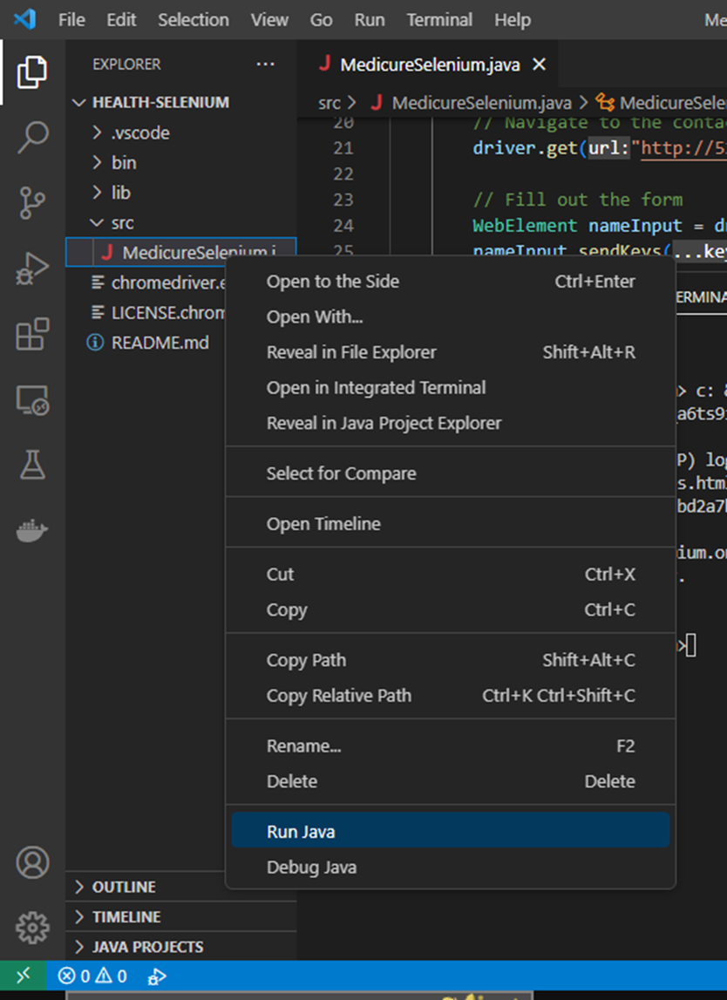 File Edit Selection View Go Run Terminal Help Me
EXPLORER ...
HEALTH-SELENIUM
.vscode
bin
lib
src
MedicureSelenium.j
chromedriver.e
LICENSE.chrom
README.md
J MedicureSelenium.java
src > J MedicureSelenium.java > MedicureSele
20 // Navigate to the conta
21 driver.get(url:"http://5
22
23 // Fill out the form
24 WebElement nameInput = d
25 nameInput.sendKeys(...key
ERMINA
> c: &
a6ts9
P) log
s.html
bd2a7
ium.o
.
>
Open to the Side Ctrl+Enter
Open With...
Reveal in File Explorer Shift+Alt+R
Open in Integrated Terminal
Reveal in Java Project Explorer
Select for Compare
Open Timeline
Cut Ctrl+X
Copy Ctrl+C
Copy Path Shift+Alt+C
Copy Relative Path Ctrl+K Ctrl+Shift+C
Rename... F2
Delete Delete
Run Java
Debug Java
OUTLINE
TIMELINE
JAVA PROJECTS
0 0